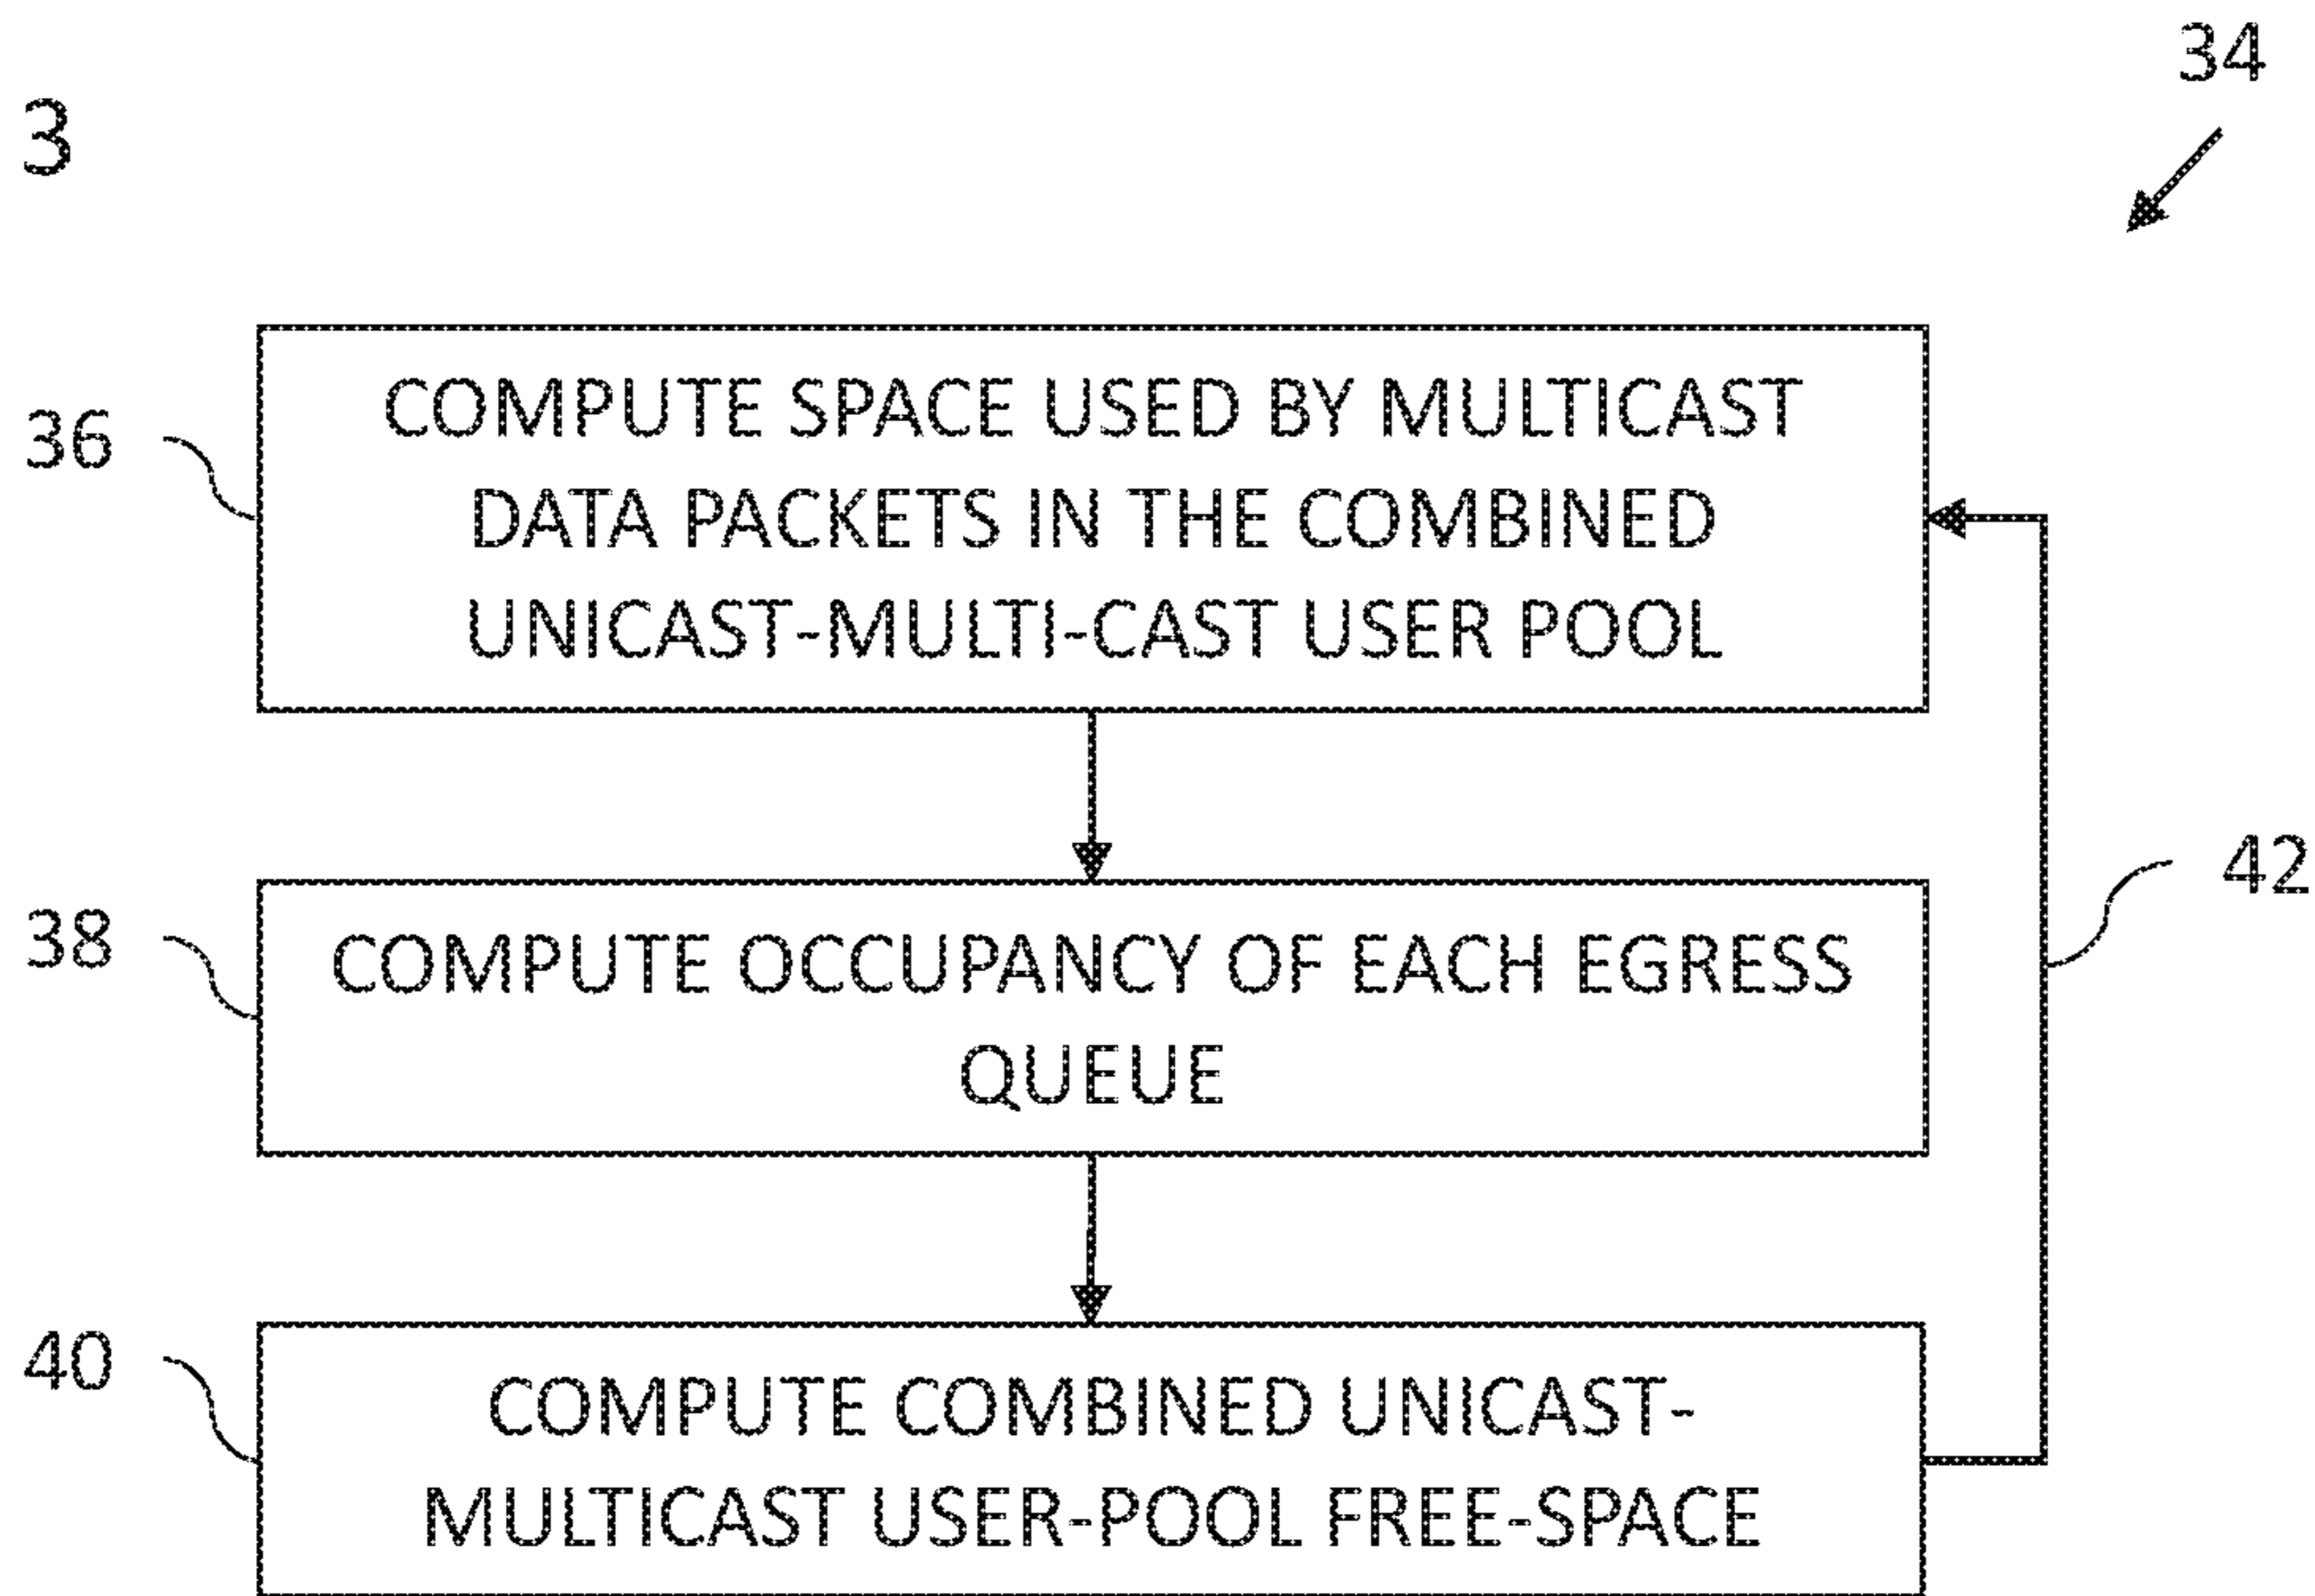 34
3
36
COMPUTE SPACE USED BY MULTICAST
DATA PACKETS IN THE COMBINED
UNICAST-MULTI-CAST USER POOL
38
COMPUTE OCCUPANCY OF EACH EGRESS
QUEUE
42
40
COMPUTE COMBINED UNICAST-
MULTICAST USER-POOL FREE-SPACE